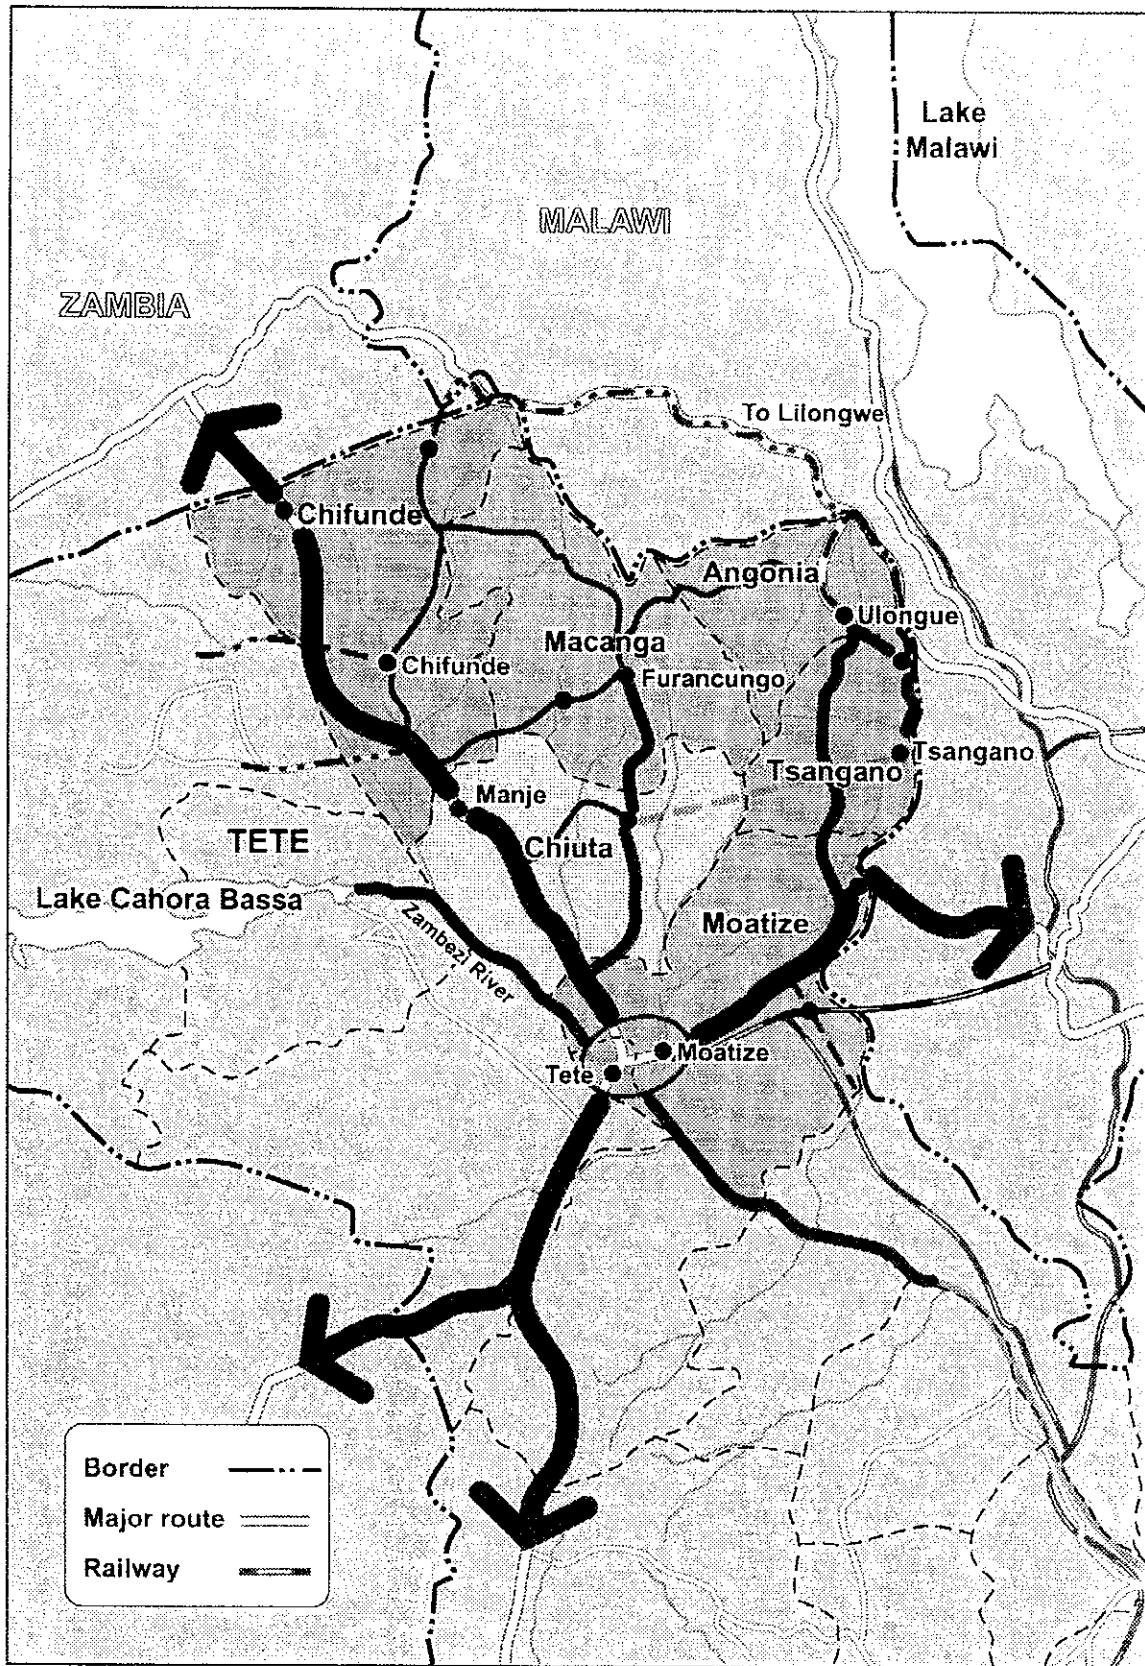 Lake
Malawi
MALAWI
ZAMBIA
To Lilongwe
Chifunde
Angonia
Ulongue
Macanga
Chifunde
Furancungo
Tsangano
Tsangano
Manje
TETE
Chiuta
Lake Cahora Bassa
Zambezi River
Moatize
Moatize
Tete
Border
Major route
Railway